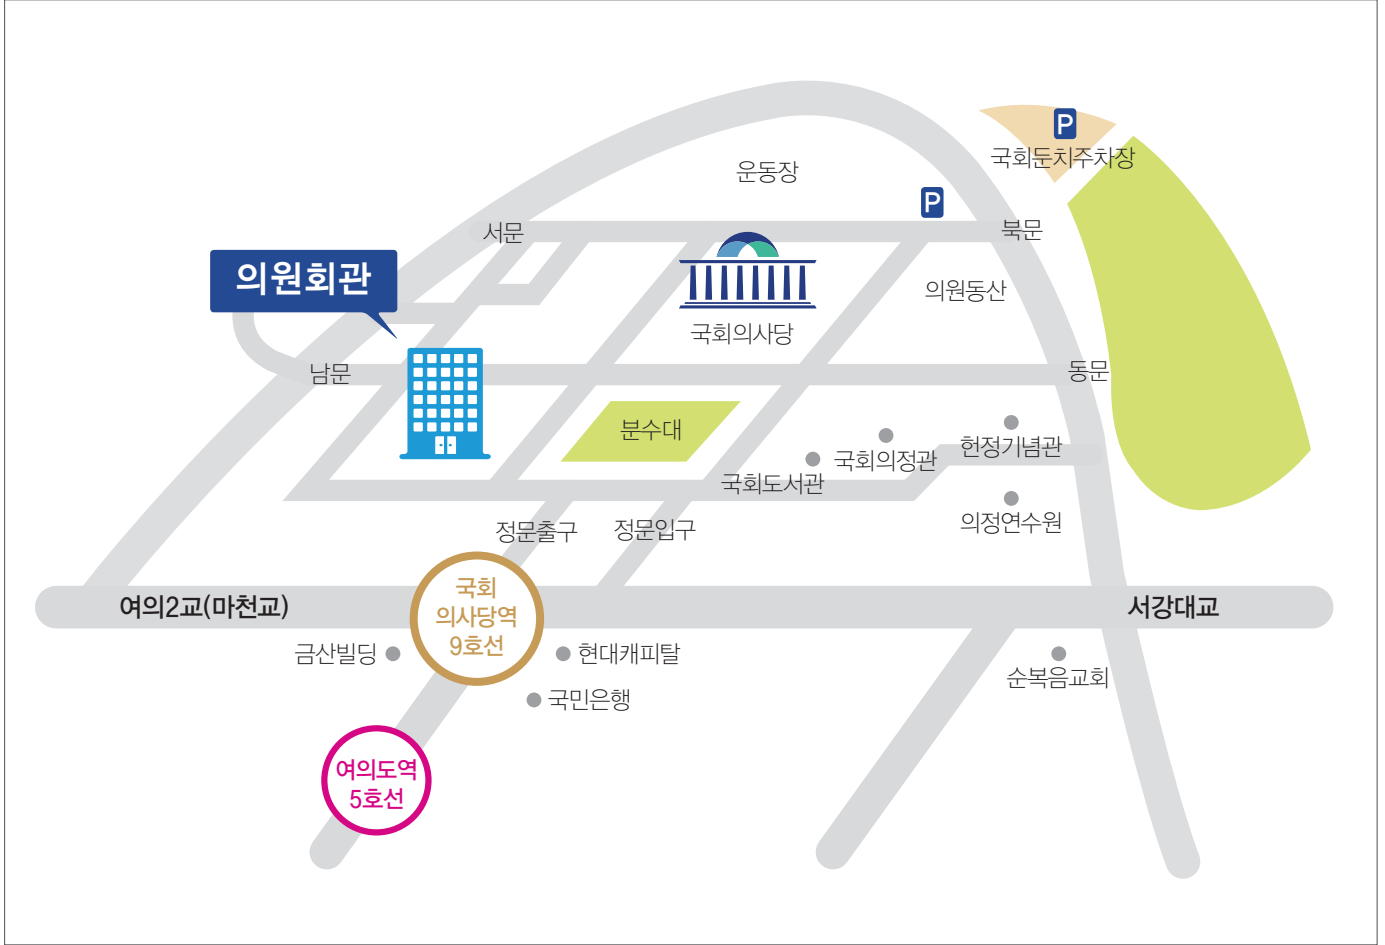 P
국회둔치주차장
운동장
P
서문
북문
의원회관
의원동산
국회의사당
남문
동문
분수대
헌정기념관
국회의정관
국회도서관
의정연수원
정문출구
정문입구
여의2교(마천교)
국회
의사당역
9호선
서강대교
금산빌딩
현대캐피탈
순복음교회
국민은행
여의도역
5호선